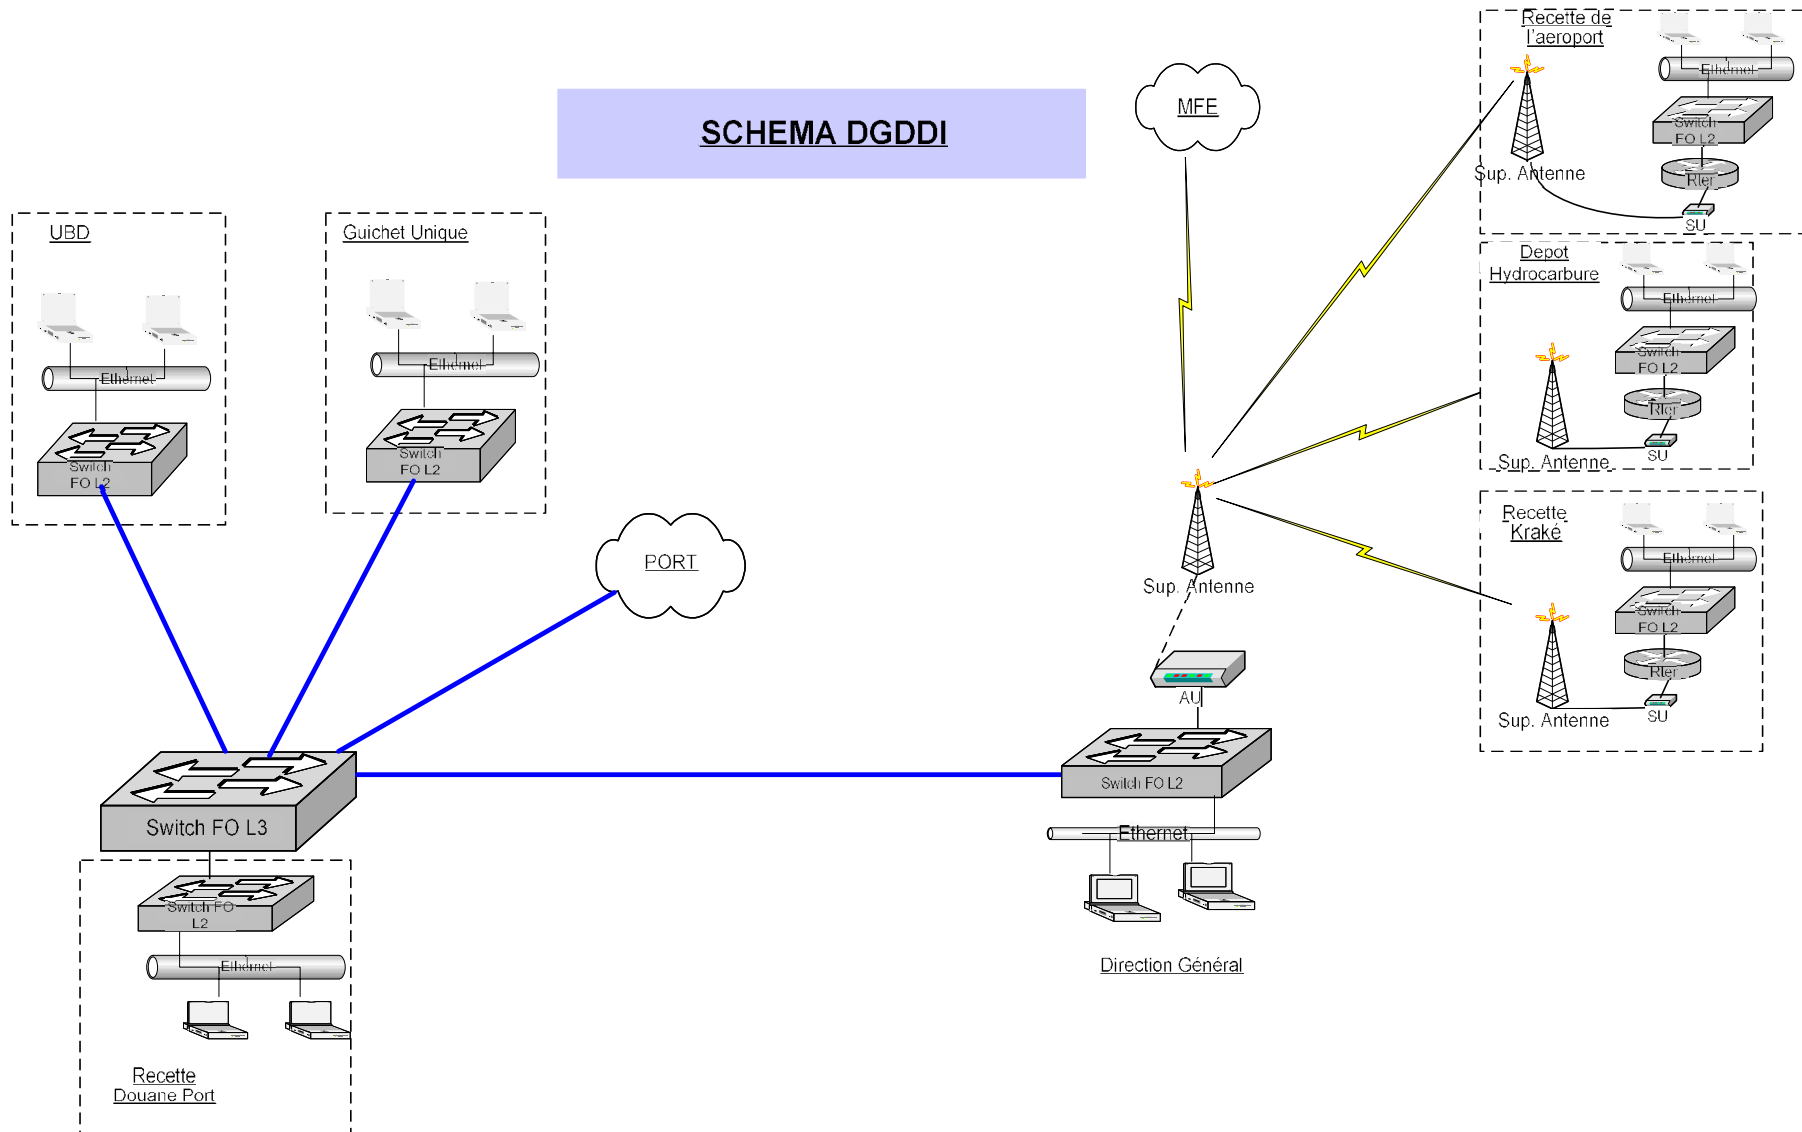 SCHEMA DGDDI
MFE
Recette de
l'aeroport
Ethernet
Switch
FO L2
Rter
SU
Sup. Antenne
UBD
Ethernet
Switch
FO L2
Guichet Unique
Ethernet
Switch
FO L2
Depot
Hydrocarbure
Ethernet
Switch
FO L2
Rter
SU
Sup. Antenne
PORT
Sup. Antenne
AU
Recette
Kraké
Ethernet
Switch
FO L2
Rter
SU
Sup. Antenne
Switch FO L3
Switch FO L2
Ethernet
Direction Général
Switch FO
L2
Ethernet
Recette
Douane Port